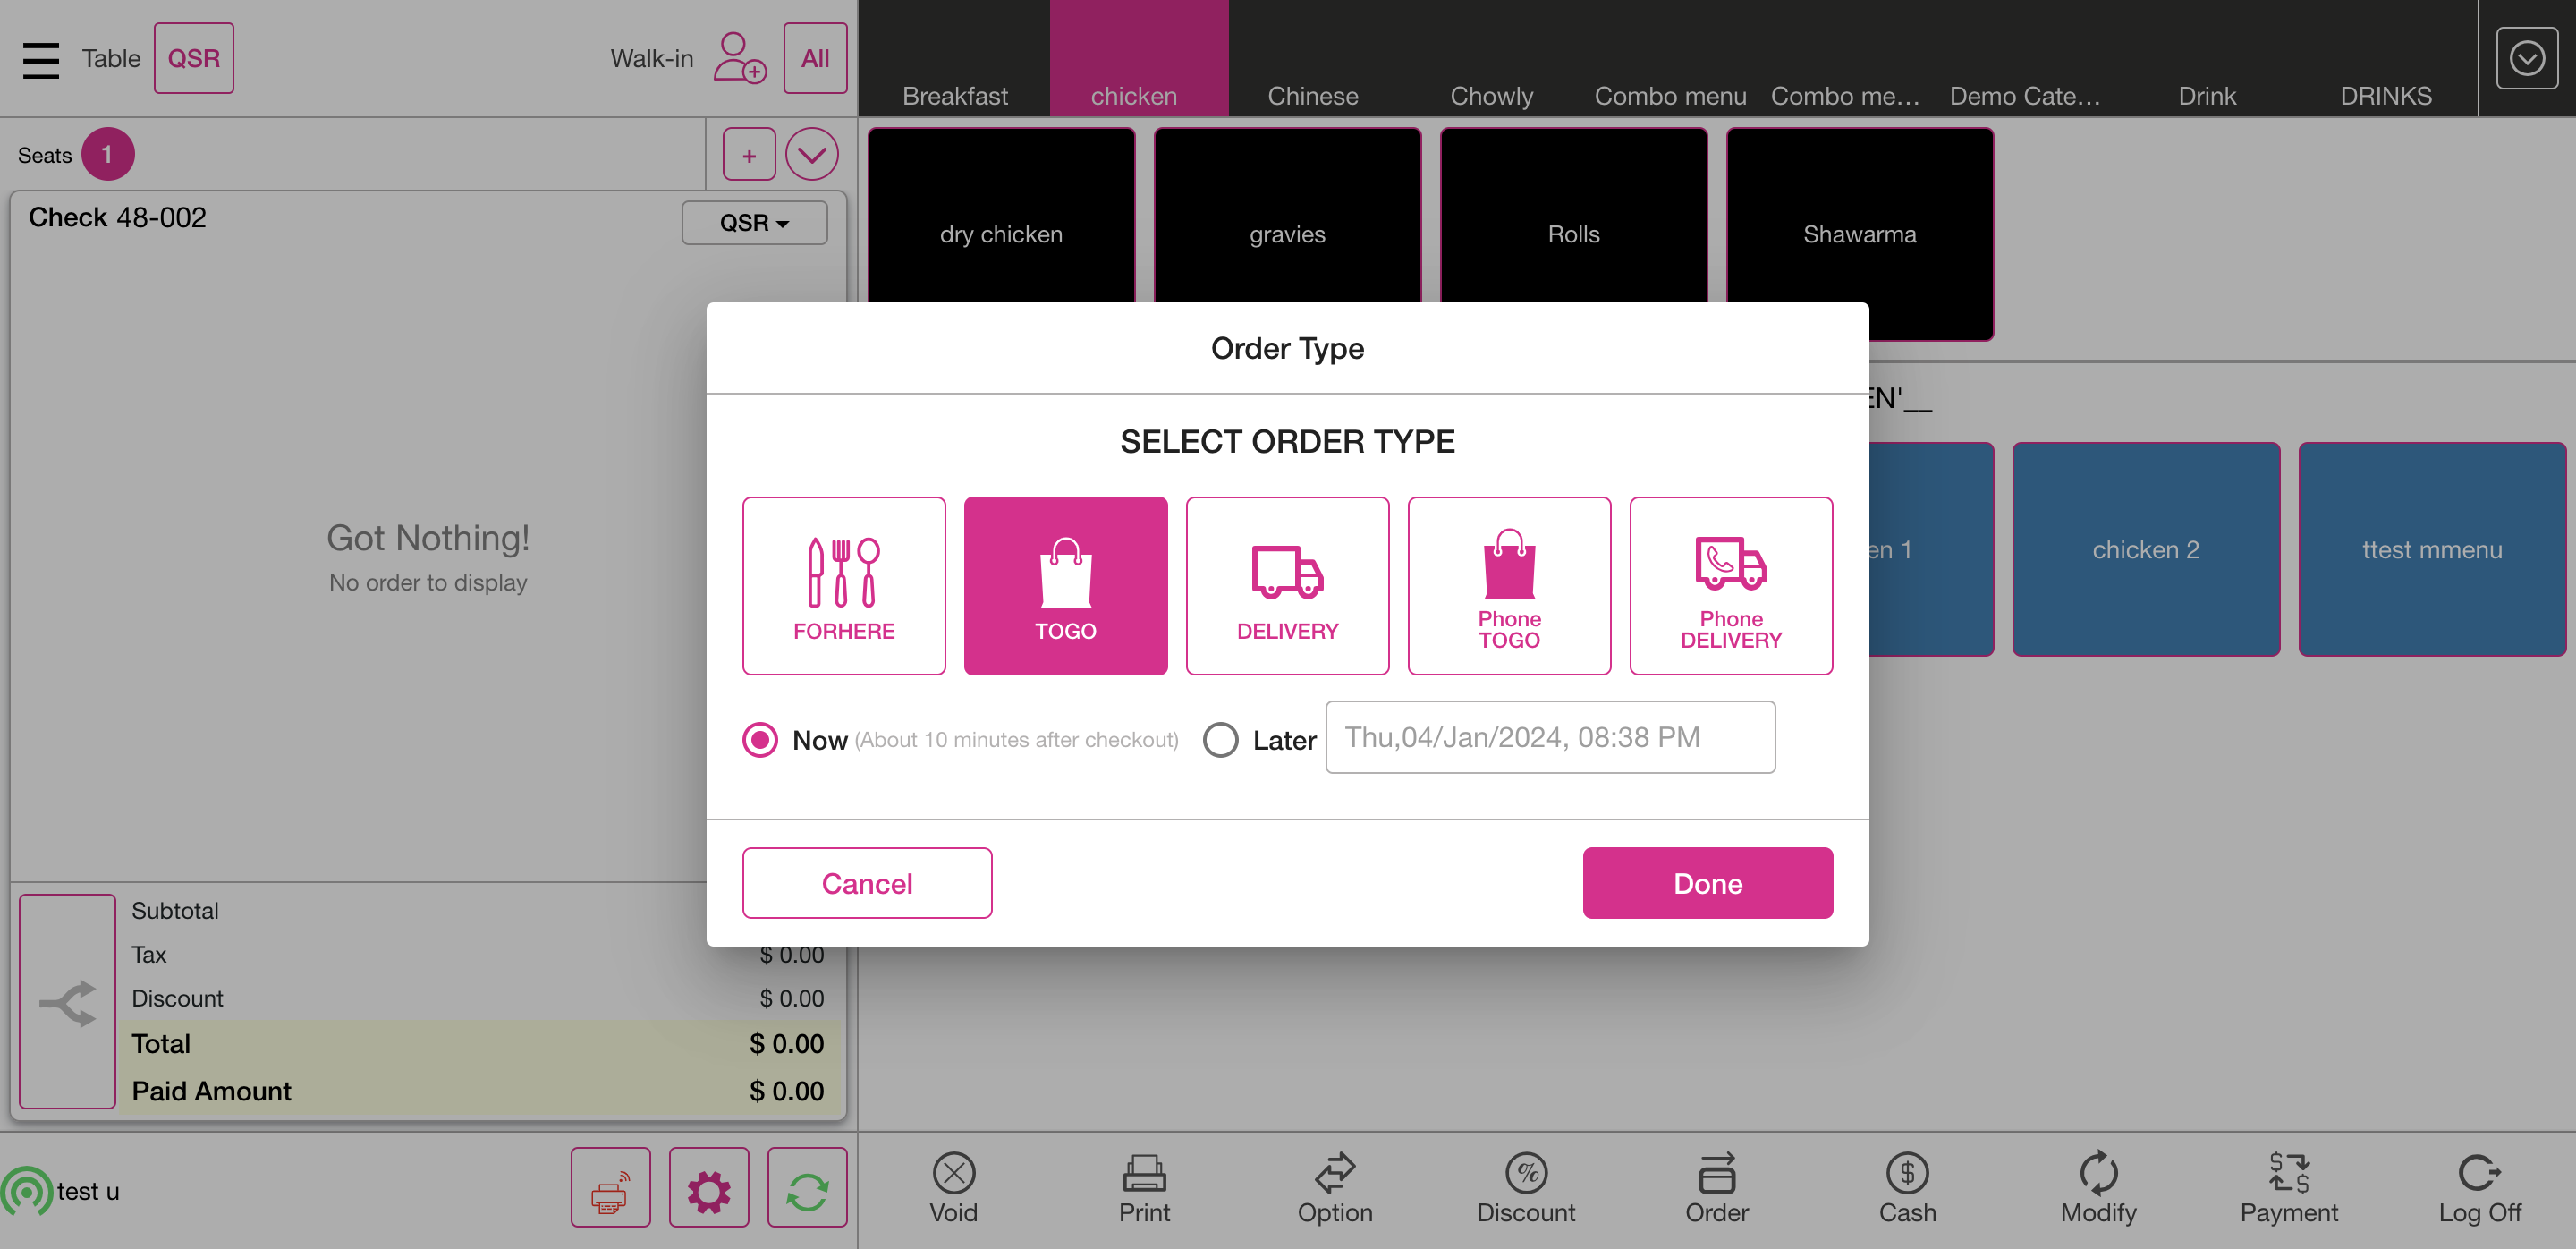 Table QSR
Walk-in All
Breakfast chicken Chinese Chowly Combo menu Combo me... Demo Cate... Drink DRINKS
Seats 1 +
Check 48-002 QSR
dry chicken gravies Rolls Shawarma
Order Type
EN'__
SELECT ORDER TYPE
Got Nothing!
No order to display
FORHERE TOGO DELIVERY Phone TOGO Phone DELIVERY
en 1 chicken 2 ttest mmenu
Now (About 10 minutes after checkout) Later Thu,04/Jan/2024, 08:38 PM
Cancel Done
Subtotal
Tax $ 0.00
Discount $ 0.00
Total $ 0.00
Paid Amount $ 0.00
test u
Void Print Option Discount Order Cash Modify Payment Log Off